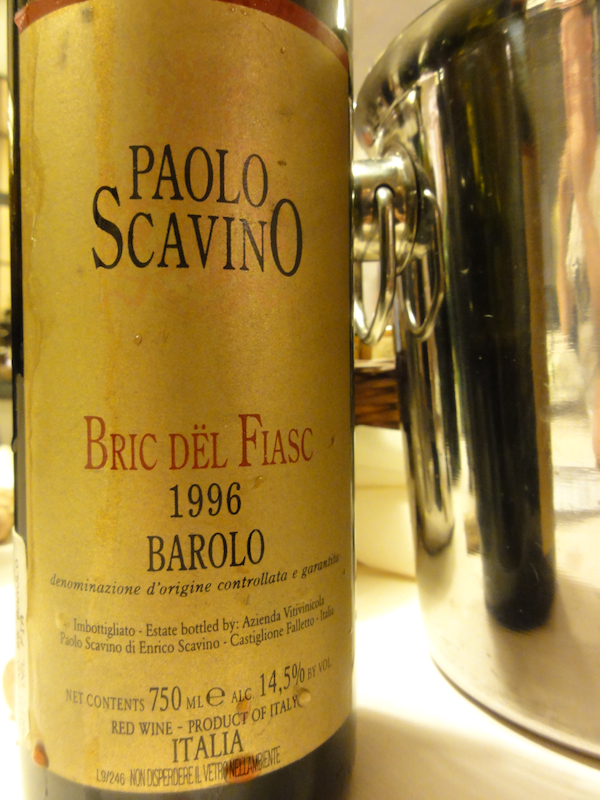 PAOLO
SCAVINO
BRIC DËL FIASC
1996
BAROLO
denominazione d'origine controllata e garantita
Imbottigliato - Estate bottled by: Azienda Vitivinicola
Paolo Scavino di Enrico Scavino - Castiglione Falletto - Italia
NET CONTENTS 750 ML e ALC. 14,5% BY VOL.
RED WINE - PRODUCT OF ITALY
ITALIA
L9/246 NON DISPERDERE IL VETRO NELL'AMBIENTE